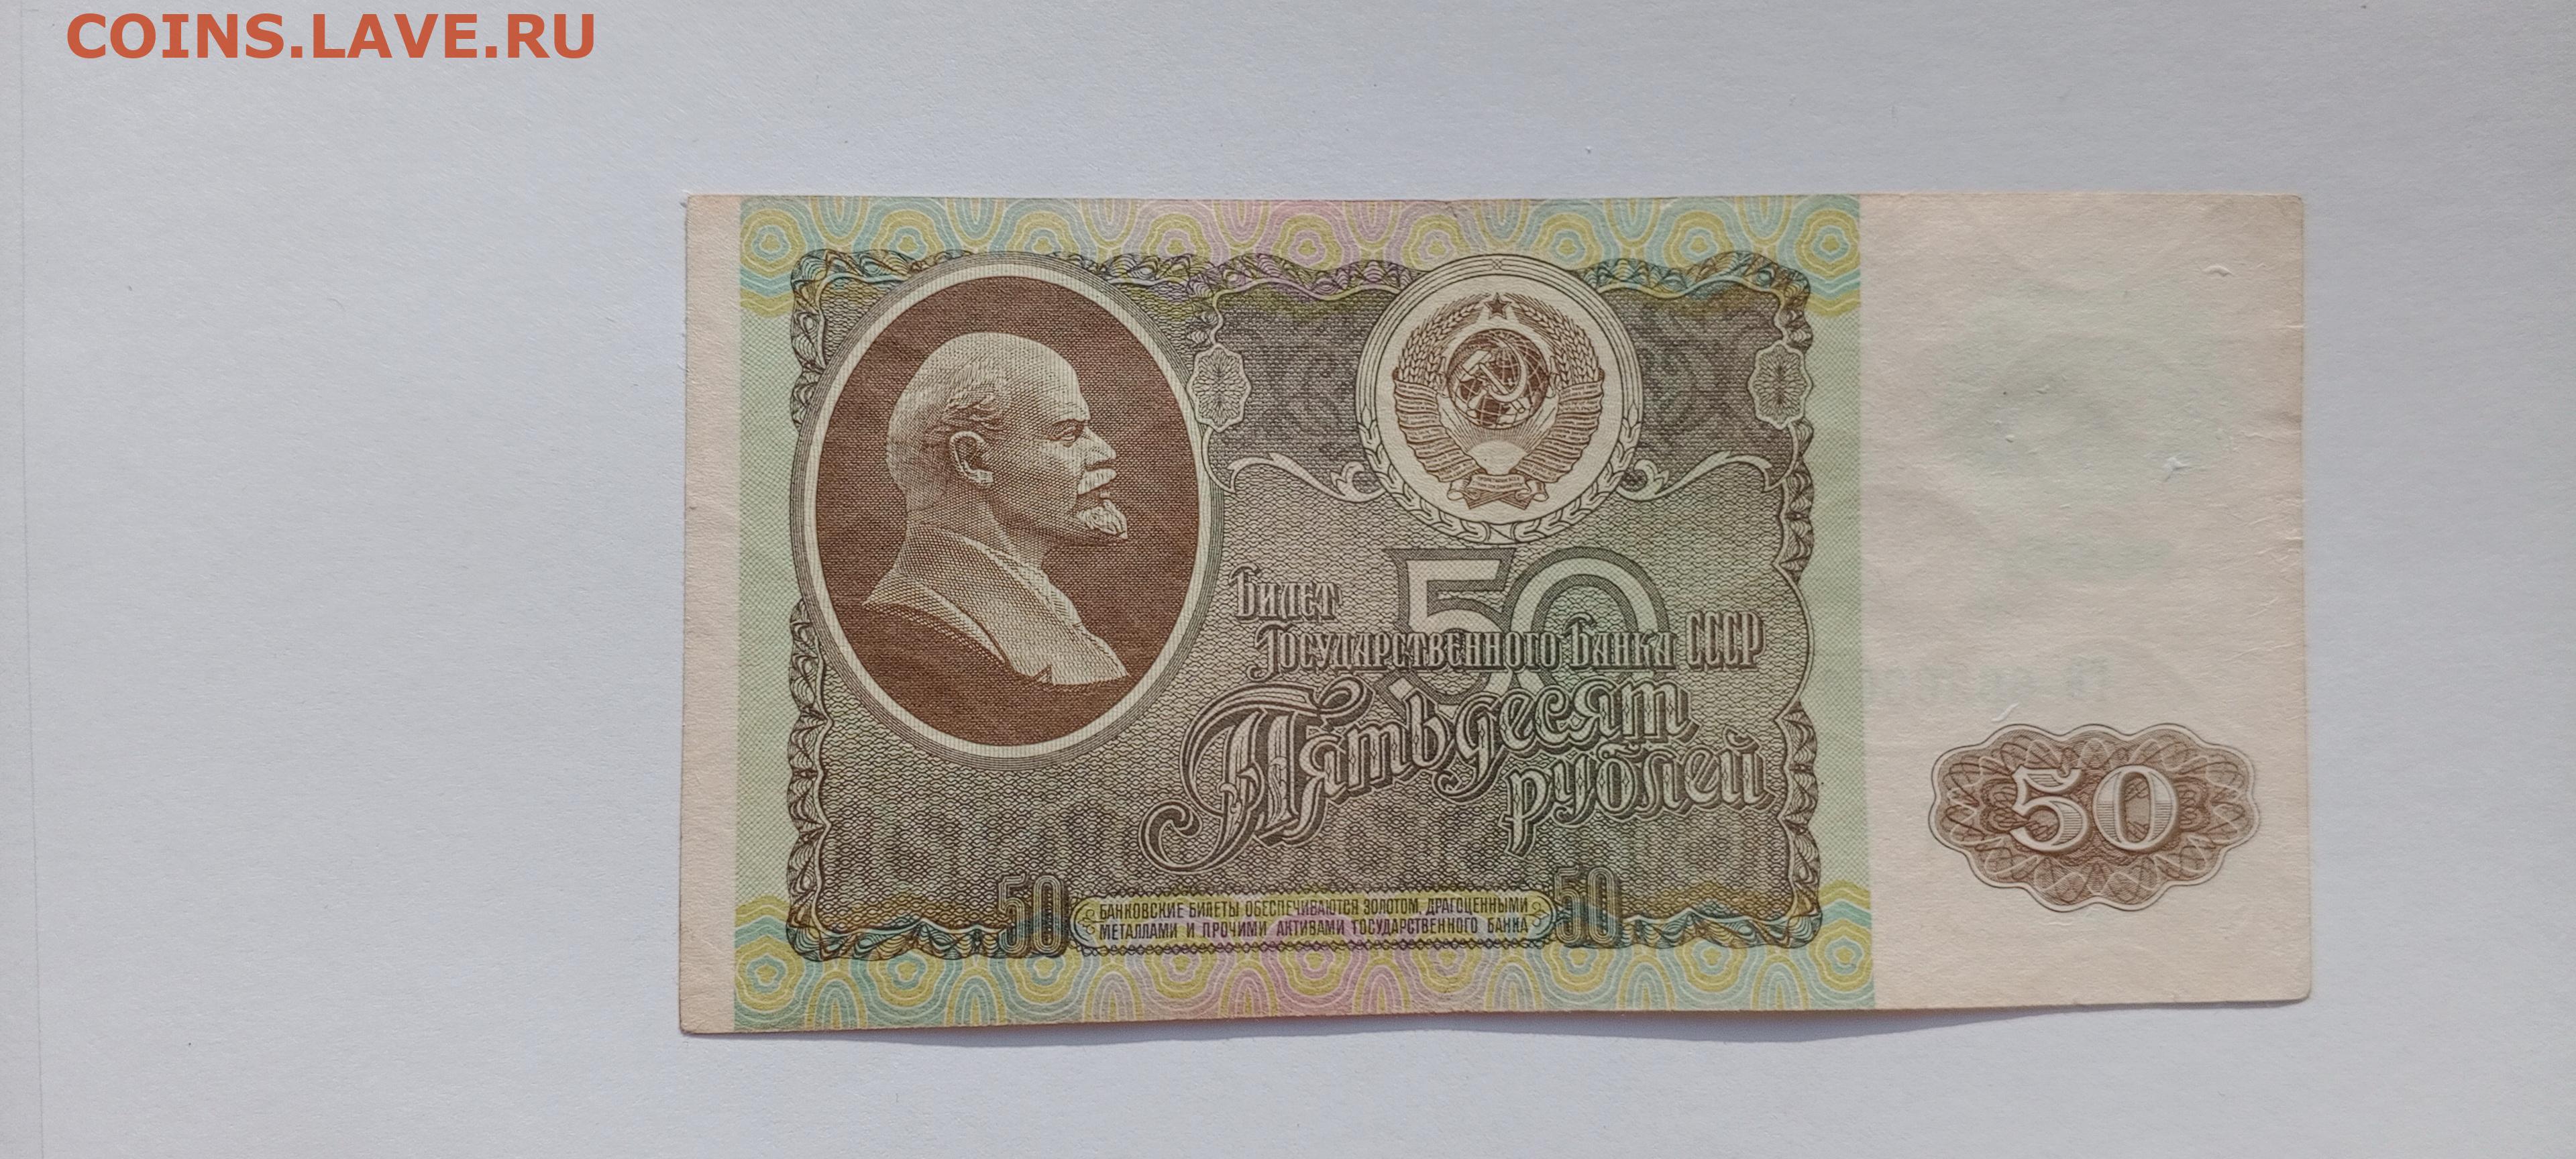 COINS.LAVE.RU
Билет
Государственного Банка СССР
50
Пятьдесят
рублей
50
50
БАНКОВСКИЕ БИЛЕТЫ ОБЕСПЕЧИВАЮТСЯ ЗОЛОТОМ, ДРАГОЦЕННЫМИ
МЕТАЛЛАМИ И ПРОЧИМИ АКТИВАМИ ГОСУДАРСТВЕННОГО БАНКА
50